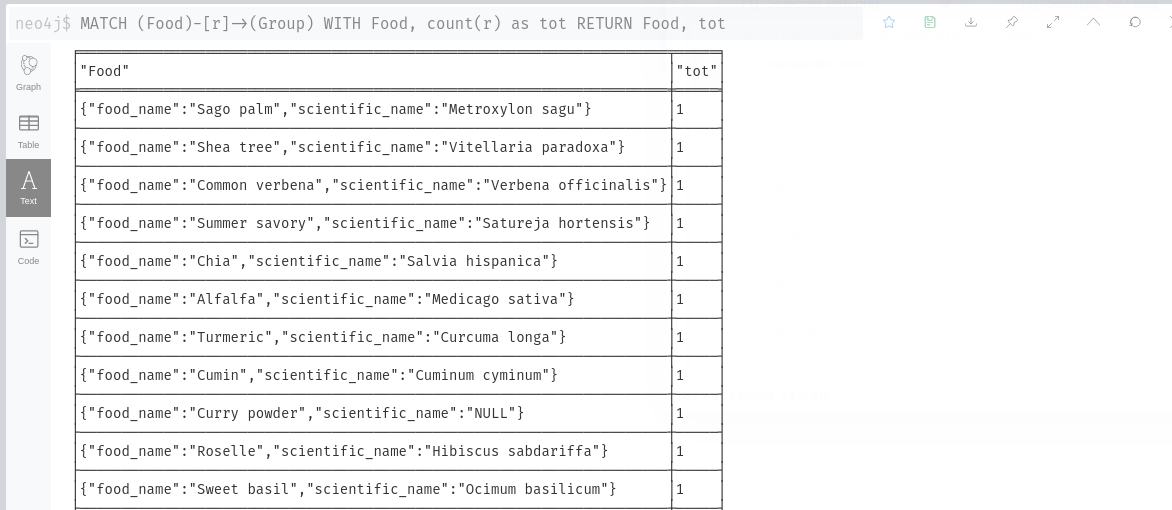 neo4j$ MATCH (Food)-[r]→(Group) WITH Food, count(r) as tot RETURN Food, tot
Graph
Table
A
Text
Code
"Food" "tot"
{"food_name":"Sago palm","scientific_name":"Metroxylon sagu"} 1
{"food_name":"Shea tree","scientific_name":"Vitellaria paradoxa"} 1
{"food_name":"Common verbena","scientific_name":"Verbena officinalis"} 1
{"food_name":"Summer savory","scientific_name":"Satureja hortensis"} 1
{"food_name":"Chia","scientific_name":"Salvia hispanica"} 1
{"food_name":"Alfalfa","scientific_name":"Medicago sativa"} 1
{"food_name":"Turmeric","scientific_name":"Curcuma longa"} 1
{"food_name":"Cumin","scientific_name":"Cuminum cyminum"} 1
{"food_name":"Curry powder","scientific_name":"NULL"} 1
{"food_name":"Roselle","scientific_name":"Hibiscus sabdariffa"} 1
{"food_name":"Sweet basil","scientific_name":"Ocimum basilicum"} 1